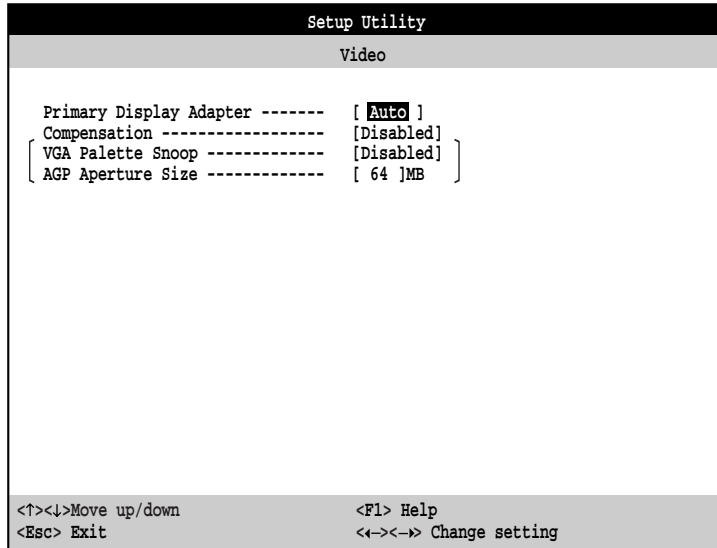 Setup Utility
Video
Primary Display Adapter ------- [ Auto ]
Compensation ------------------ [Disabled]
VGA Palette Snoop ------------- [Disabled]
AGP Aperture Size ------------- [ 64 ]MB
<↑><↓>Move up/down <F1> Help
<Esc> Exit <←><→> Change setting